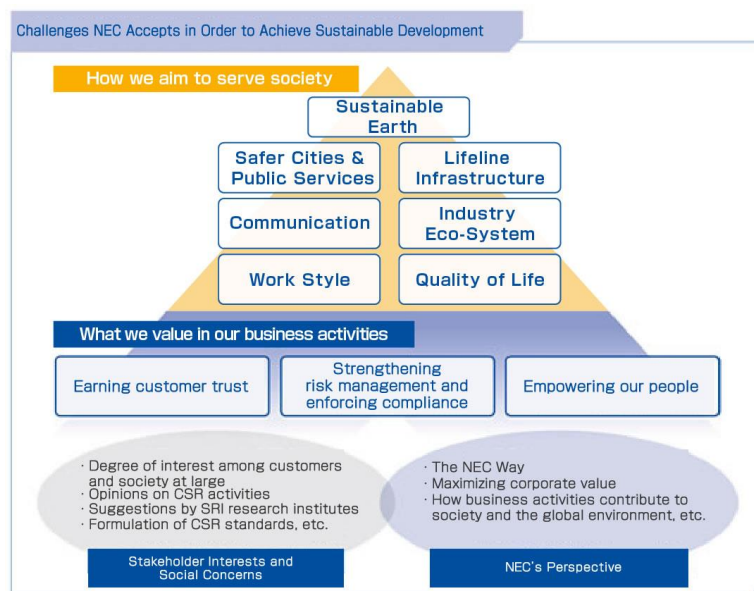 Challenges NEC Accepts in Order to Achieve Sustainable Development
How we aim to serve society
Sustainable
Earth
Safer Cities &
Public Services
Lifeline
Infrastructure
Communication
Industry
Eco-System
Work Style
Quality of Life
What we value in our business activities
Earning customer trust
Strengthening
risk management and
enforcing compliance
Empowering our people
· Degree of interest among customers
and society at large
· Opinions on CSR activities
· Suggestions by SRI research institutes
· Formulation of CSR standards, etc.
· The NEC Way
· Maximizing corporate value
· How business activities contribute to
society and the global environment, etc.
Stakeholder Interests and
Social Concerns
NEC's Perspective